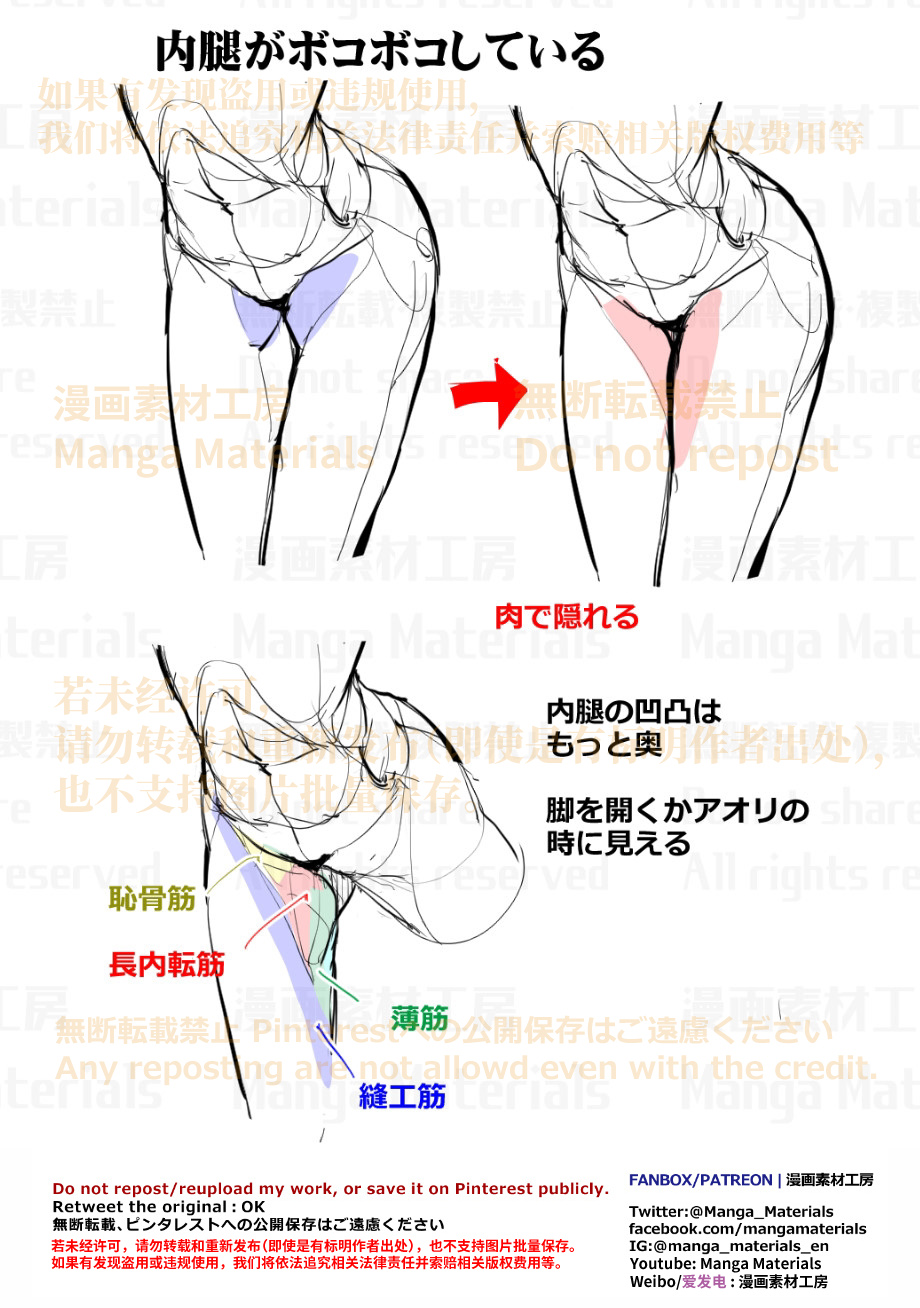 内腿がボコボコしている
如果有发现盗用或违规使用,
我们将依法追究相关法律责任并索赔相关版权费用等
漫画素材工房
Manga Materials
無断転載禁止
Do not repost
肉で隠れる
若未经许可,
请勿转载和重新发布(即使是有标明作者出处),
也不支持图片批量保存。
内腿の凹凸は
もっと奥
脚を開くかアオリの
時に見える
恥骨筋
長内転筋
薄筋
縫工筋
無断転載禁止 Pinterestへの公開保存はご遠慮ください
Any reposting are not allowd even with the credit.
Do not repost/reupload my work, or save it on Pinterest publicly.
Retweet the original : OK
無断転載、ピンタレストへの公開保存はご遠慮ください
若未经许可，请勿转载和重新发布(即使是有标明作者出处)，也不支持图片批量保存。
如果有发现盗用或违规使用，我们将依法追究相关法律责任并索赔相关版权费用等。
FANBOX/PATREON | 漫画素材工房
Twitter:@Manga_Materials
facebook.com/mangamaterials
IG:@manga_materials_en
Youtube: Manga Materials
Weibo/爱发电 : 漫画素材工房